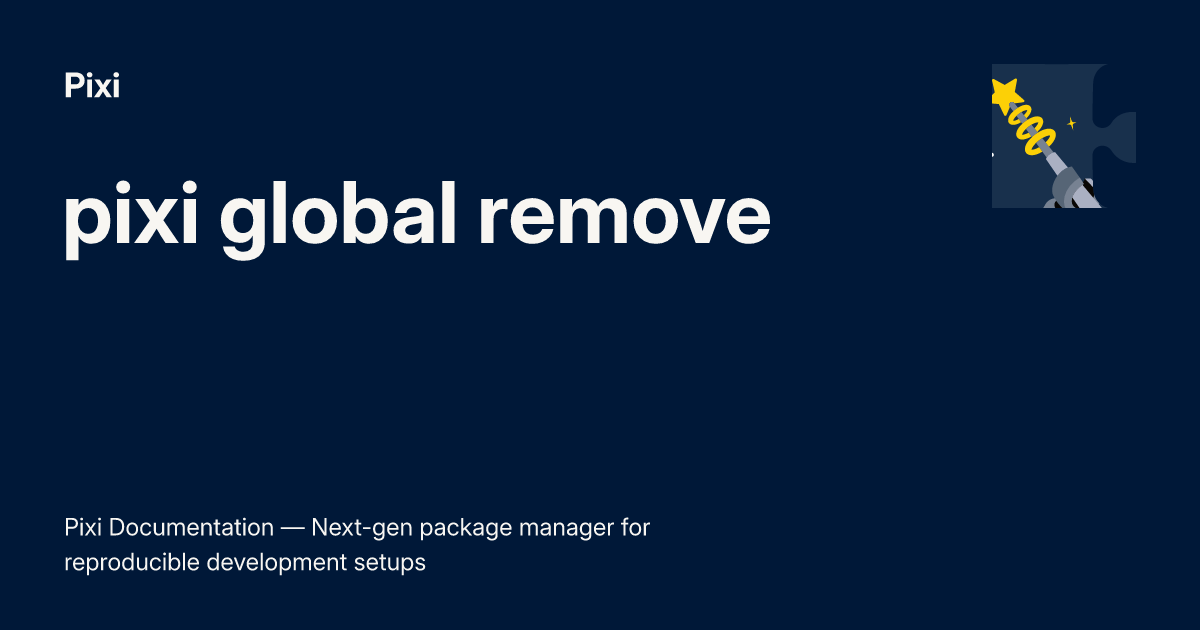 Pixi
pixi global remove
Pixi Documentation — Next-gen package manager for
reproducible development setups